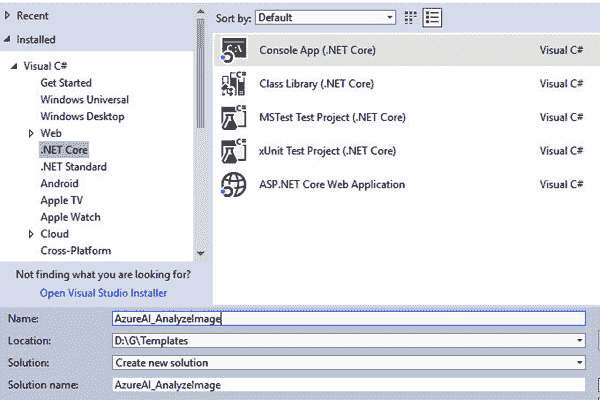 Recent
Installed
Visual C#
Get Started
Windows Universal
Windows Desktop
Web
.NET Core
.NET Standard
Android
Apple TV
Apple Watch
Cloud
Cross-Platform
Not finding what you are looking for?
Open Visual Studio Installer
Sort by: Default
Console App (.NET Core) Visual C#
Class Library (.NET Core) Visual C#
MSTest Test Project (.NET Core) Visual C#
xUnit Test Project (.NET Core) Visual C#
ASP.NET Core Web Application Visual C#
Name: AzureAI_AnalyzeImage
Location: D:\G\Templates
Solution: Create new solution
Solution name: AzureAI_AnalyzeImage